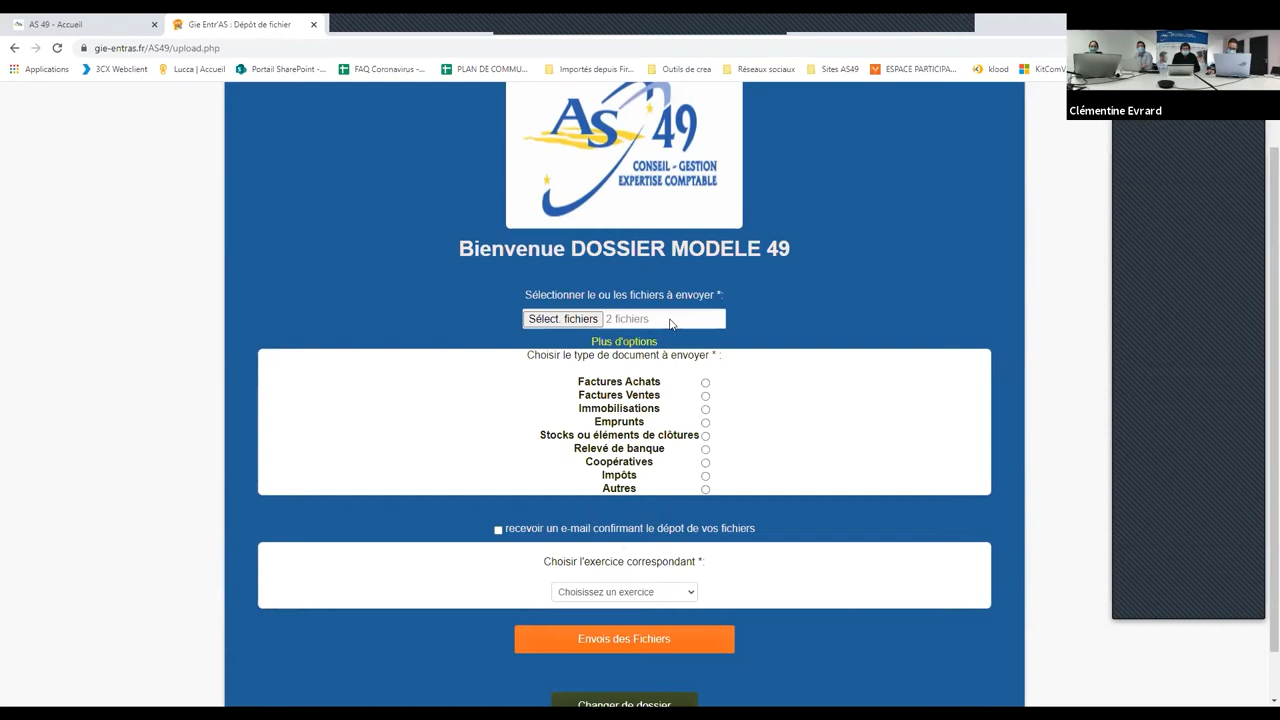 AS 49 - Accueil
Gie Entr'AS : Dépôt de fichier
gie-entras.fr/AS49/upload.php
Applications
3CX Webclient
Lucca | Accueil
Portail SharePoint -...
FAQ Coronavirus -...
PLAN DE COMMU...
Importés depuis Fir...
Outils de crea
Réseaux sociaux
Sites AS49
ESPACE PARTICIPA...
klood
KitComV
Clémentine Evrard
AS 49
CONSEIL - GESTION
EXPERTISE COMPTABLE
Bienvenue DOSSIER MODELE 49
Sélectionner le ou les fichiers à envoyer *:
Sélect. fichiers 2 fichiers
Plus d'options
Choisir le type de document à envoyer * :
Factures Achats
Factures Ventes
Immobilisations
Emprunts
Stocks ou éléments de clôtures
Relevé de banque
Coopératives
Impôts
Autres
recevoir un e-mail confirmant le dépot de vos fichiers
Choisir l'exercice correspondant *:
Choisissez un exercice
Envois des Fichiers
Changer de dossier